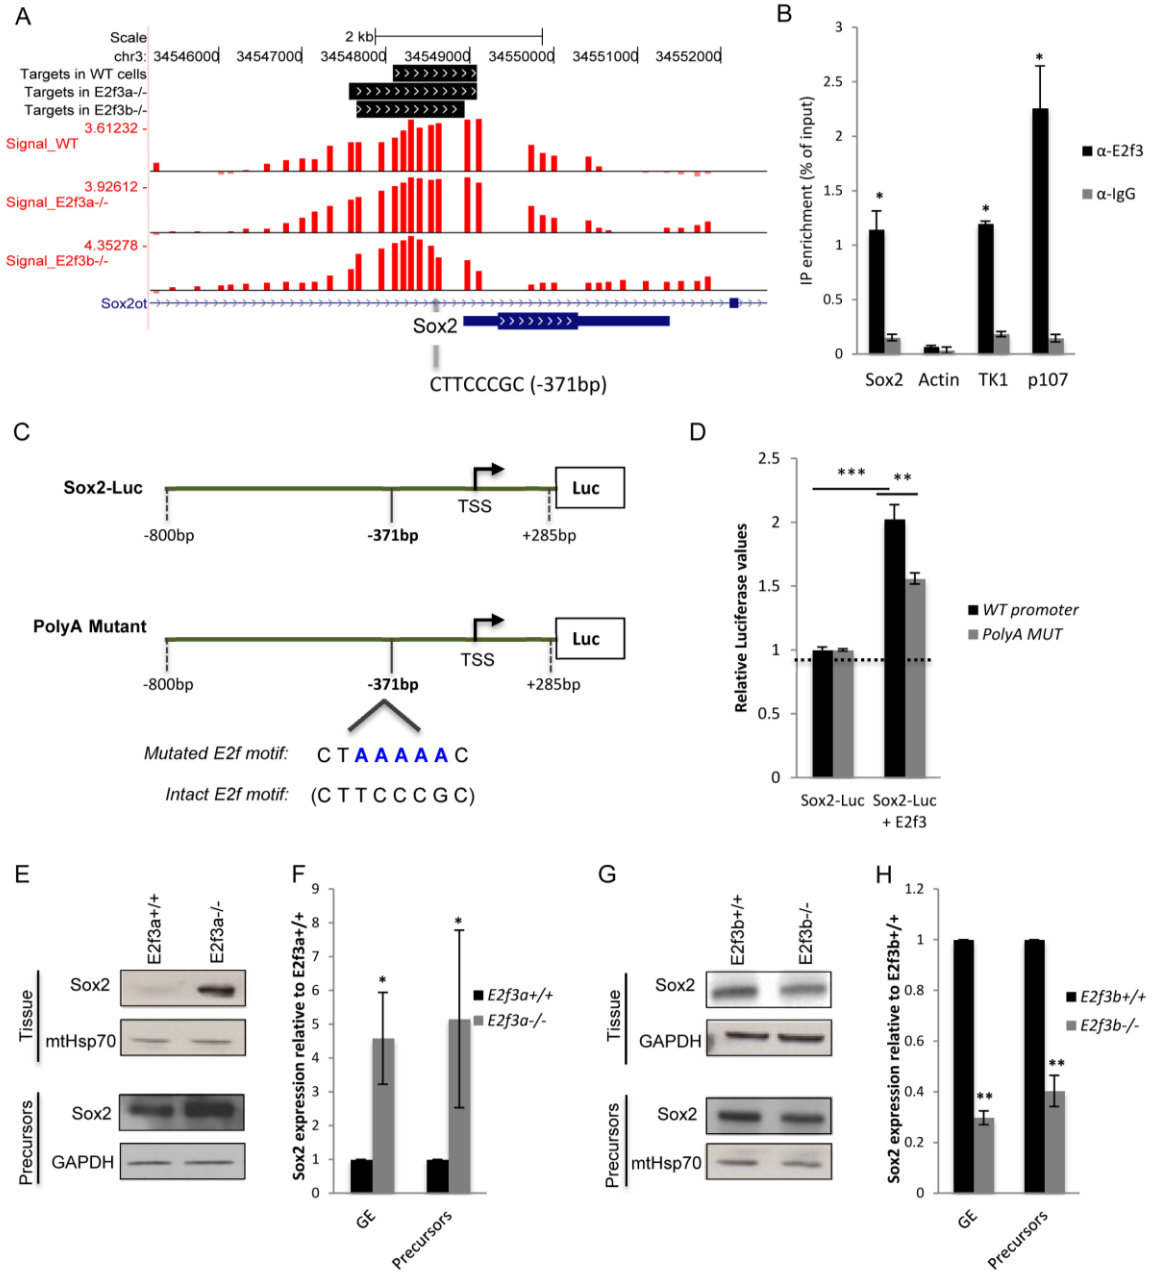 A
Scale 2 kb
chr3: 34546000 34547000 34548000 34549000 34550000 34551000 34552000
Targets in WT cells
Targets in E2f3a-/-
Targets in E2f3b-/-
3.61232 -
Signal_WT
3.92612 -
Signal_E2f3a-/-
4.35278 -
Signal_E2f3b-/-
Sox2ot
Sox2
CTTCCCGC (-371bp)
B
IP enrichment (% of input)
3
2.5
2
1.5
1
0.5
0
* * *
α-E2f3
α-IgG
Sox2 Actin TK1 p107
C
Sox2-Luc
Luc
TSS
-800bp -371bp +285bp
PolyA Mutant
Luc
TSS
-800bp -371bp +285bp
Mutated E2f motif: C T A A A A A C
Intact E2f motif: (C T T C C C G C)
D
Relative Luciferase values
2.5
2
1.5
1
0.5
0
*** **
WT promoter
PolyA MUT
Sox2-Luc Sox2-Luc
+ E2f3
E
E2f3a+/+ E2f3a-/-
Tissue
Sox2
mtHsp70
Precursors
Sox2
GAPDH
F
Sox2 expression relative to E2f3a+/+
9
8
7
6
5
4
3
2
1
0
* *
E2f3a+/+
E2f3a-/-
GE Precursors
G
E2f3b+/+ E2f3b-/-
Tissue
Sox2
GAPDH
Precursors
Sox2
mtHsp70
H
Sox2 expression relative to E2f3b+/+
1.2
1
0.8
0.6
0.4
0.2
0
** **
E2f3b+/+
E2f3b-/-
GE Precursors